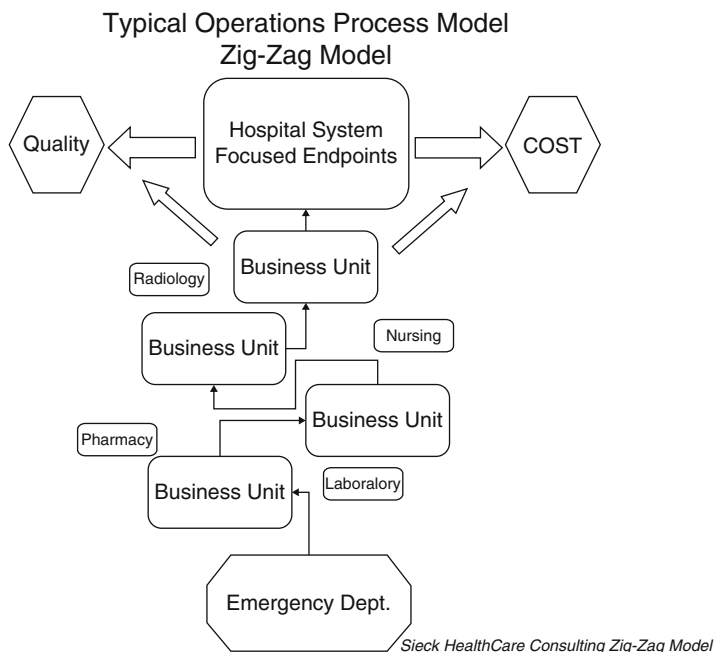 Typical Operations Process Model
Zig-Zag Model
Quality
Hospital System
Focused Endpoints
COST
Business Unit
Radiology
Business Unit
Nursing
Business Unit
Pharmacy
Business Unit
Laboralory
Emergency Dept.
Sieck HealthCare Consulting Zig-Zag Model